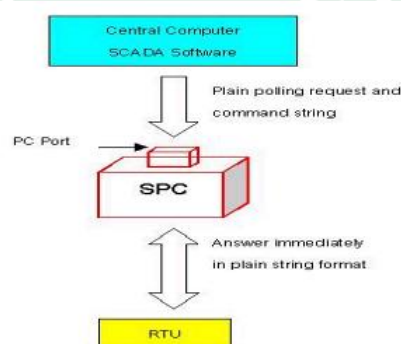 Central Computer
SCADA Software
Plain polling request and
command string
PC Port
SPC
Answer immediately
in plain string format
RTU